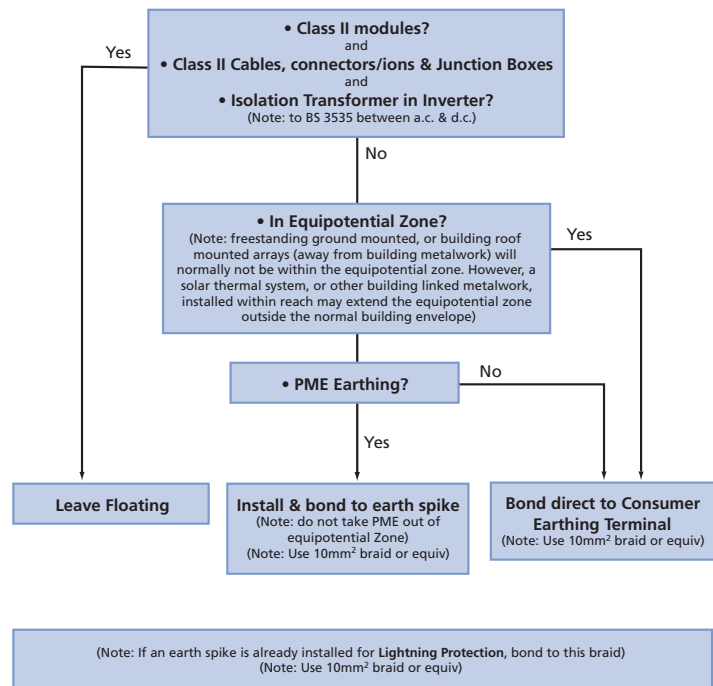 • Class II modules?
and
• Class II Cables, connectors/ions & Junction Boxes
and
• Isolation Transformer in Inverter?
(Note: to BS 3535 between a.c. & d.c.)
Yes
No
• In Equipotential Zone?
(Note: freestanding ground mounted, or building roof
mounted arrays (away from building metalwork) will
normally not be within the equipotential zone. However, a
solar thermal system, or other building linked metalwork,
installed within reach may extend the equipotential zone
outside the normal building envelope)
Yes
• PME Earthing?
No
Yes
Leave Floating
Install & bond to earth spike
(Note: do not take PME out of
equipotential Zone)
(Note: Use 10mm² braid or equiv)
Bond direct to Consumer
Earthing Terminal
(Note: Use 10mm² braid or equiv)
(Note: If an earth spike is already installed for Lightning Protection, bond to this braid)
(Note: Use 10mm² braid or equiv)